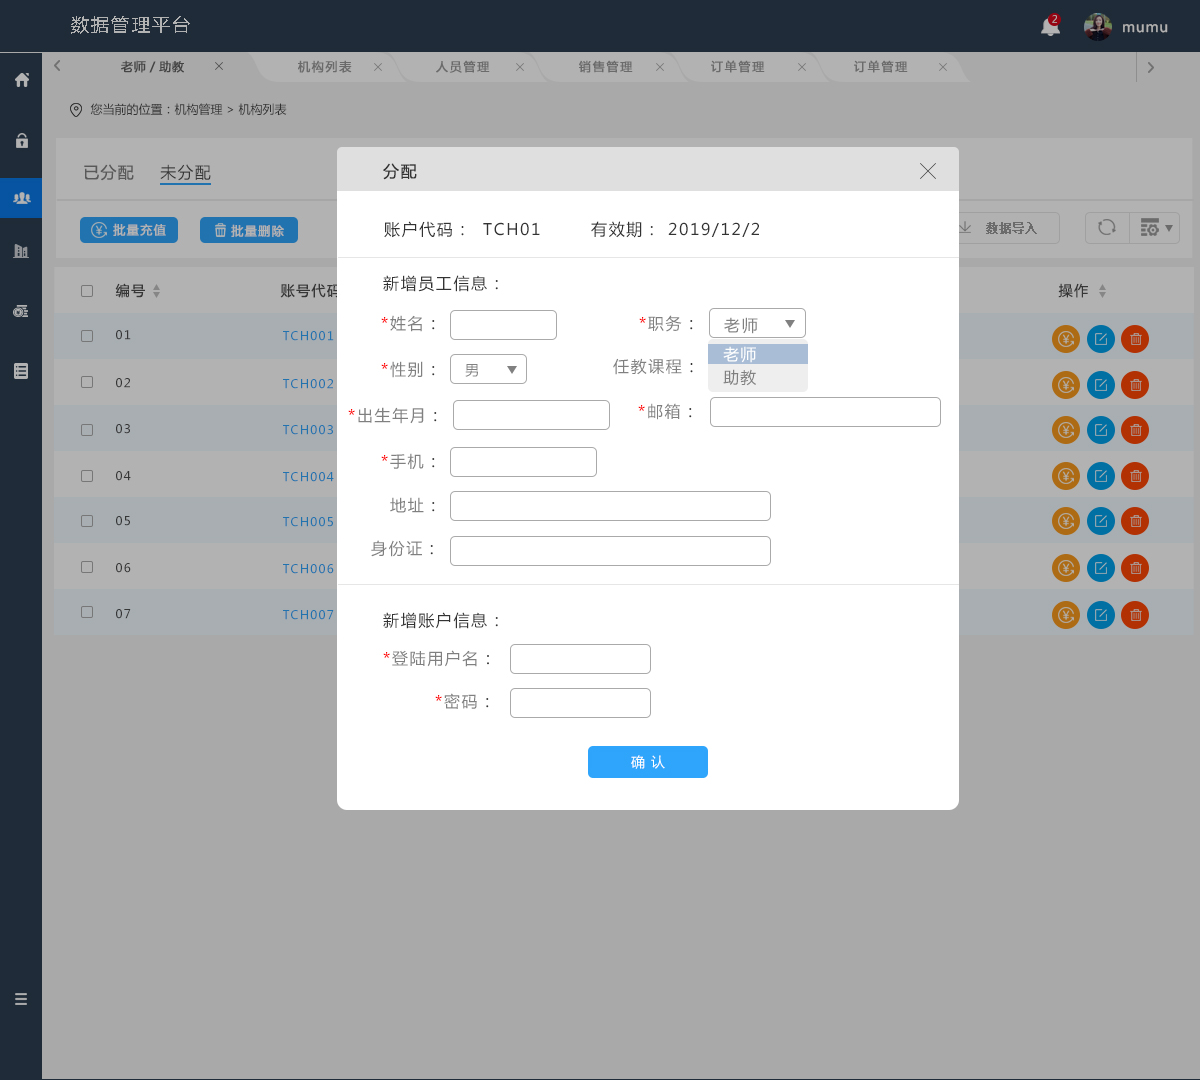 数据管理平台
2
mumu
老师 / 助教
机构列表
人员管理
销售管理
订单管理
订单管理
您当前的位置：机构管理 > 机构列表
已分配
未分配
批量充值
批量删除
数据导入
编号
账号代码
操作
01
TCH001
02
TCH002
03
TCH003
04
TCH004
05
TCH005
06
TCH006
07
TCH007
分配
账户代码： TCH01
有效期： 2019/12/2
新增员工信息：
*姓名：
*职务：
老师
老师
助教
*性别：
男
任教课程：
*出生年月：
*邮箱：
*手机：
地址：
身份证：
新增账户信息：
*登陆用户名：
*密码：
确 认